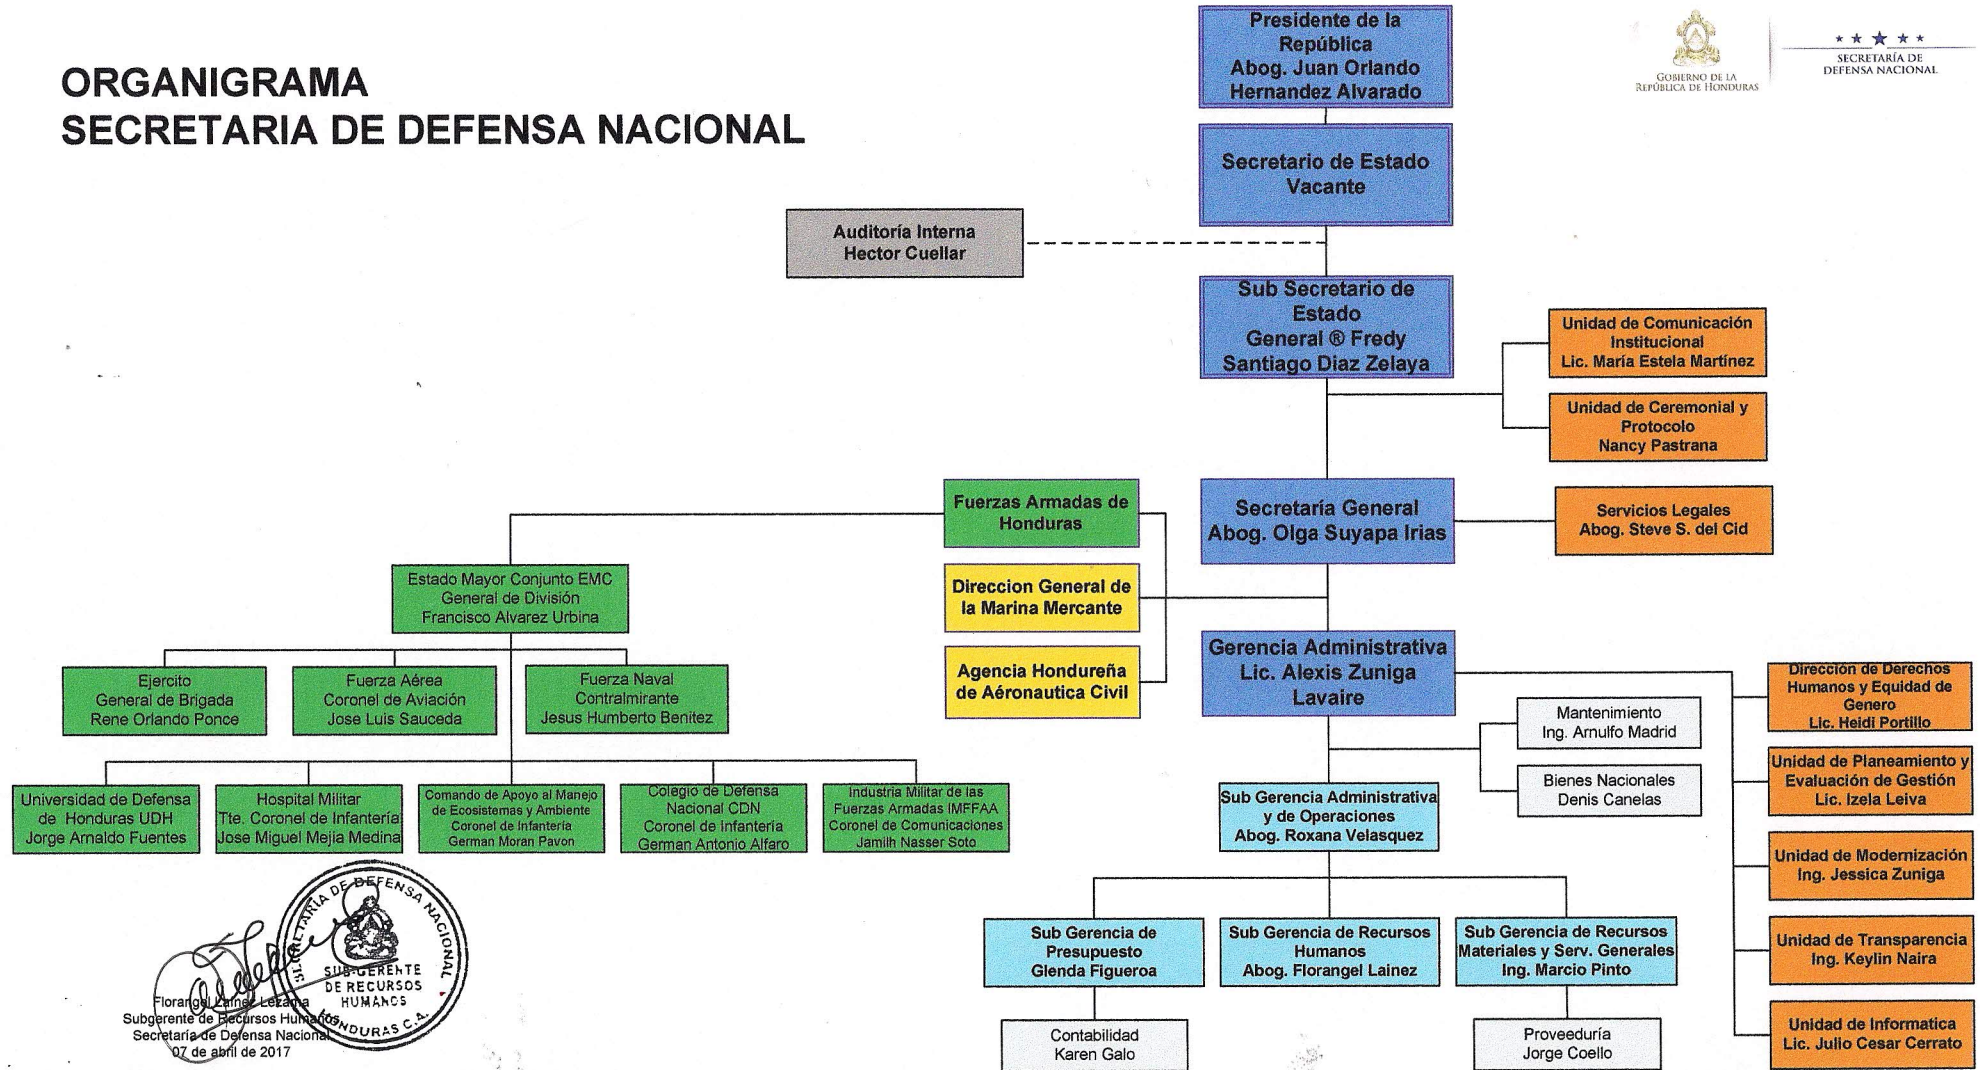 ORGANIGRAMA
SECRETARIA DE DEFENSA NACIONAL
Presidente de la
República
Abog. Juan Orlando
Hernandez Alvarado
GOBIERNO DE LA
REPÚBLICA DE HONDURAS
SECRETARÍA DE
DEFENSA NACIONAL
Secretario de Estado
Vacante
Auditoría Interna
Hector Cuellar
Sub Secretario de
Estado
General ® Fredy
Santiago Diaz Zelaya
Unidad de Comunicación
Institucional
Lic. María Estela Martínez
Unidad de Ceremonial y
Protocolo
Nancy Pastrana
Fuerzas Armadas de
Honduras
Secretaría General
Abog. Olga Suyapa Irias
Servicios Legales
Abog. Steve S. del Cid
Estado Mayor Conjunto EMC
General de División
Francisco Alvarez Urbina
Direccion General de
la Marina Mercante
Agencia Hondureña
de Aéronautica Civil
Gerencia Administrativa
Lic. Alexis Zuniga
Lavaire
Ejercito
General de Brigada
Rene Orlando Ponce
Fuerza Aérea
Coronel de Aviación
Jose Luis Sauceda
Fuerza Naval
Contralmirante
Jesus Humberto Benitez
Mantenimiento
Ing. Arnulfo Madrid
Bienes Nacionales
Denis Canelas
Dirección de Derechos
Humanos y Equidad de
Genero
Lic. Heidi Portillo
Unidad de Planeamiento y
Evaluación de Gestión
Lic. Izela Leiva
Unidad de Modernización
Ing. Jessica Zuniga
Unidad de Transparencia
Ing. Keylin Naira
Unidad de Informatica
Lic. Julio Cesar Cerrato
Universidad de Defensa
de Honduras UDH
Jorge Arnaldo Fuentes
Hospital Militar
Tte. Coronel de Infantería
Jose Miguel Mejia Medina
Comando de Apoyo al Manejo
de Ecosistemas y Ambiente
Coronel de Infantería
German Moran Pavon
Colegio de Defensa
Nacional CDN
Coronel de Infantería
German Antonio Alfaro
Industria Militar de las
Fuerzas Armadas IMFFAA
Coronel de Comunicaciones
Jamilh Nasser Soto
Sub Gerencia Administrativa
y de Operaciones
Abog. Roxana Velasquez
Sub Gerencia de
Presupuesto
Glenda Figueroa
Sub Gerencia de Recursos
Humanos
Abog. Florangel Lainez
Sub Gerencia de Recursos
Materiales y Serv. Generales
Ing. Marcio Pinto
Contabilidad
Karen Galo
Proveeduría
Jorge Coello
SECRETARIA DE DEFENSA NACIONAL
SUB-GERENTE
DE RECURSOS
HUMANOS
HONDURAS C.A.
Florangel Lainez Lezama
Subgerente de Recursos Humanos
Secretaría de Defensa Nacional
07 de abril de 2017